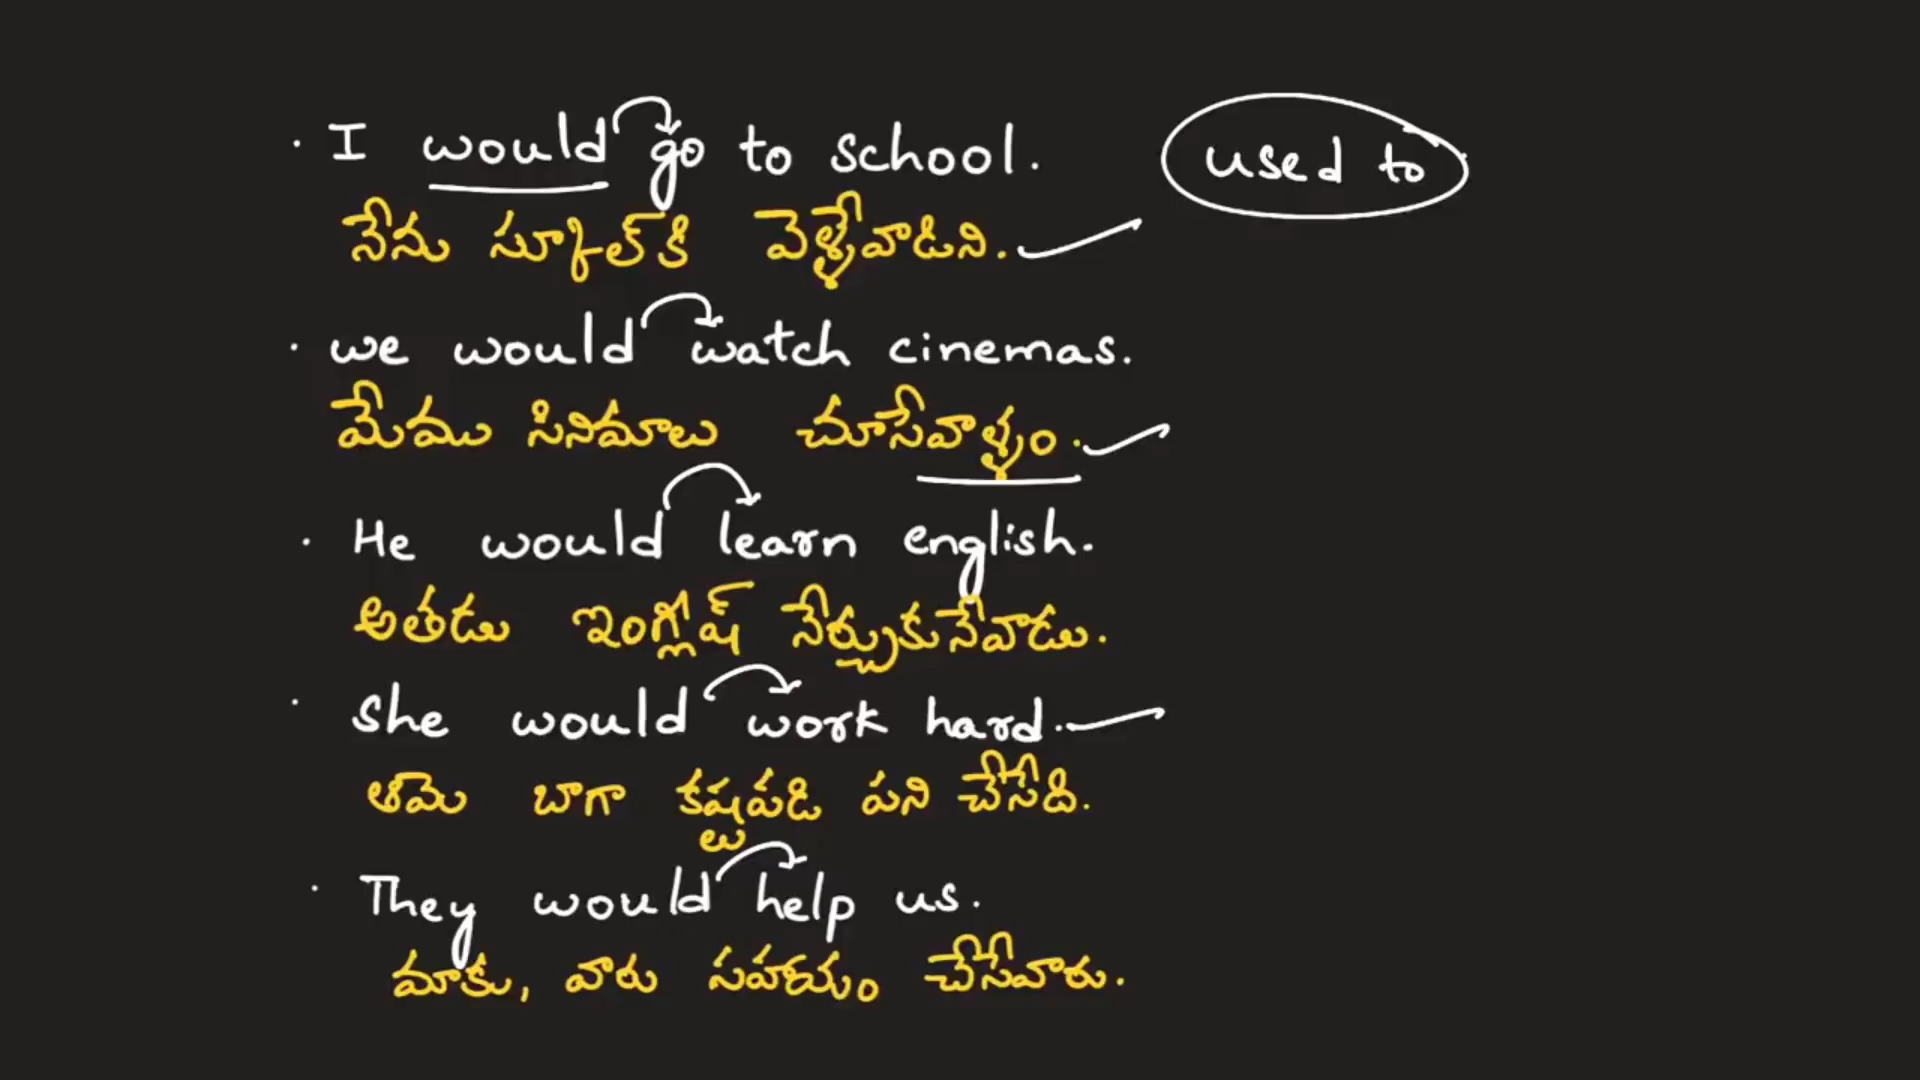 · I would go to school. used to
నేను స్కూల్‌కి వెళ్ళేవాడిని.
· we would watch cinemas.
మేము సినిమాలు చూసేవాళ్ళం.
· He would learn english.
అతడు ఇంగ్లీష్ నేర్చుకునేవాడు.
· She would work hard.
ఆమె బాగా కష్టపడి పని చేసేది.
· They would help us.
మాకు, వారు సహాయం చేసేవారు.